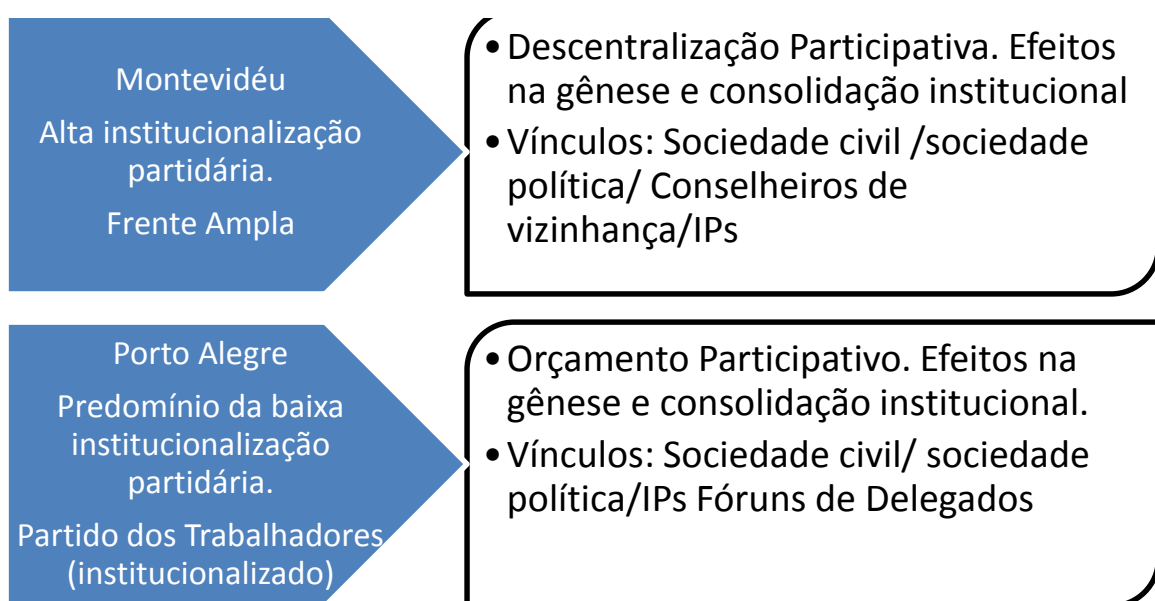 Montevidéu
Alta institucionalização
partidária.
Frente Ampla
•Descentralização Participativa. Efeitos
na gênese e consolidação institucional
•Vínculos: Sociedade civil /sociedade
política/ Conselheiros de
vizinhança/IPs
Porto Alegre
Predomínio da baixa
institucionalização
partidária.
Partido dos Trabalhadores
(institucionalizado)
•Orçamento Participativo. Efeitos na
gênese e consolidação institucional.
•Vínculos: Sociedade civil/ sociedade
política/IPs Fóruns de Delegados